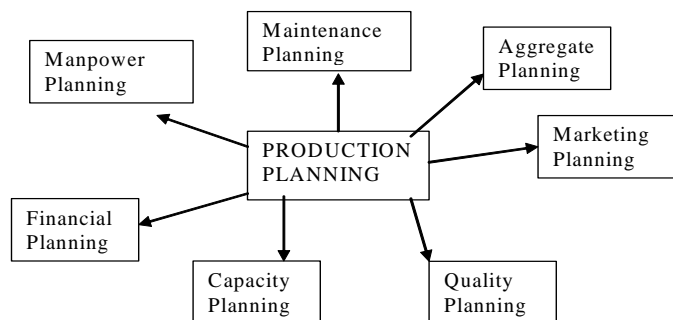 Maintenance
Planning
Aggregate
Planning
Manpower
Planning
Marketing
Planning
PRODUCTION
PLANNING
Financial
Planning
Capacity
Planning
Quality
Planning